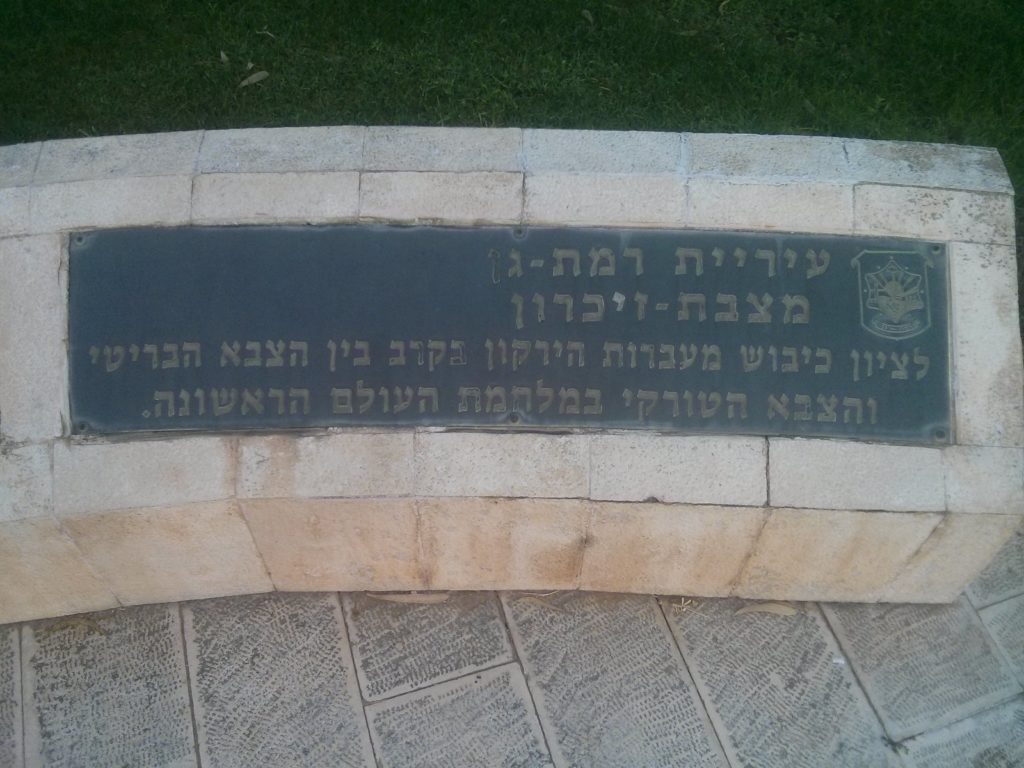 עיריית רמת-גן
מצבת-זיכרון
לציון כיבוש מעברות הירקון בקרב בין הצבא הבריטי
והצבא הטורקי במלחמת העולם הראשונה.